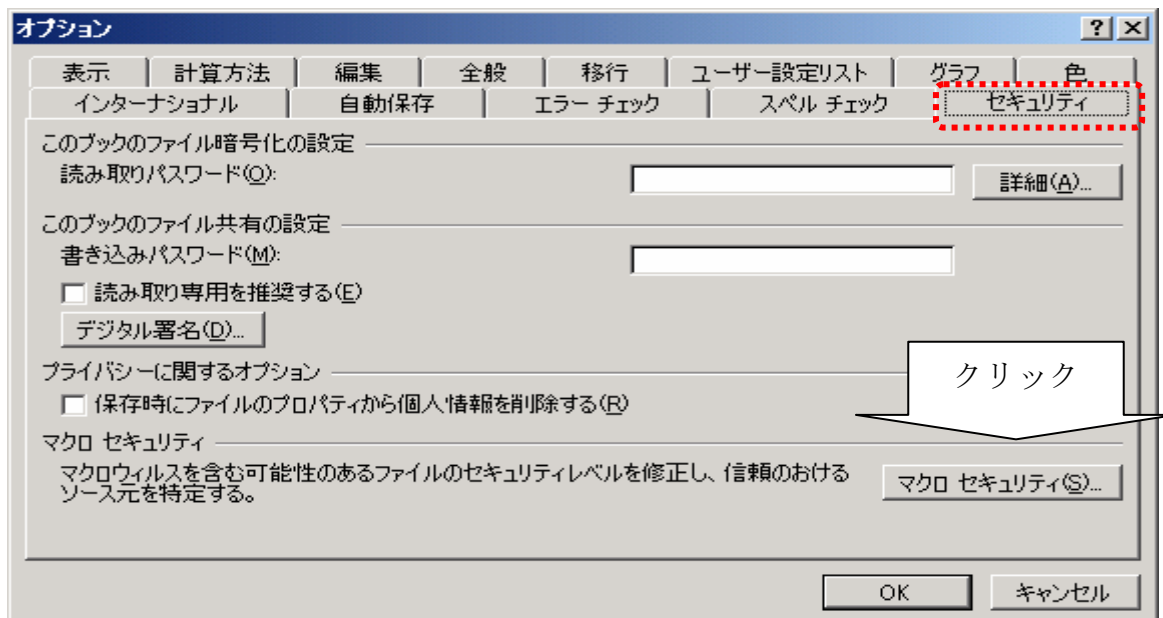 オプション
表示 計算方法 編集 全般 移行 ユーザー設定リスト グラフ 色
インターナショナル 自動保存 エラー チェック スペル チェック セキュリティ
このブックのファイル暗号化の設定
読み取りパスワード(O):
詳細(A)...
このブックのファイル共有の設定
書き込みパスワード(M):
読み取り専用を推奨する(E)
デジタル署名(D)...
プライバシーに関するオプション
クリック
保存時にファイルのプロパティから個人情報を削除する(R)
マクロ セキュリティ
マクロウィルスを含む可能性のあるファイルのセキュリティレベルを修正し、信頼のおける
ソース元を特定する。
マクロ セキュリティ(S)...
OK キャンセル